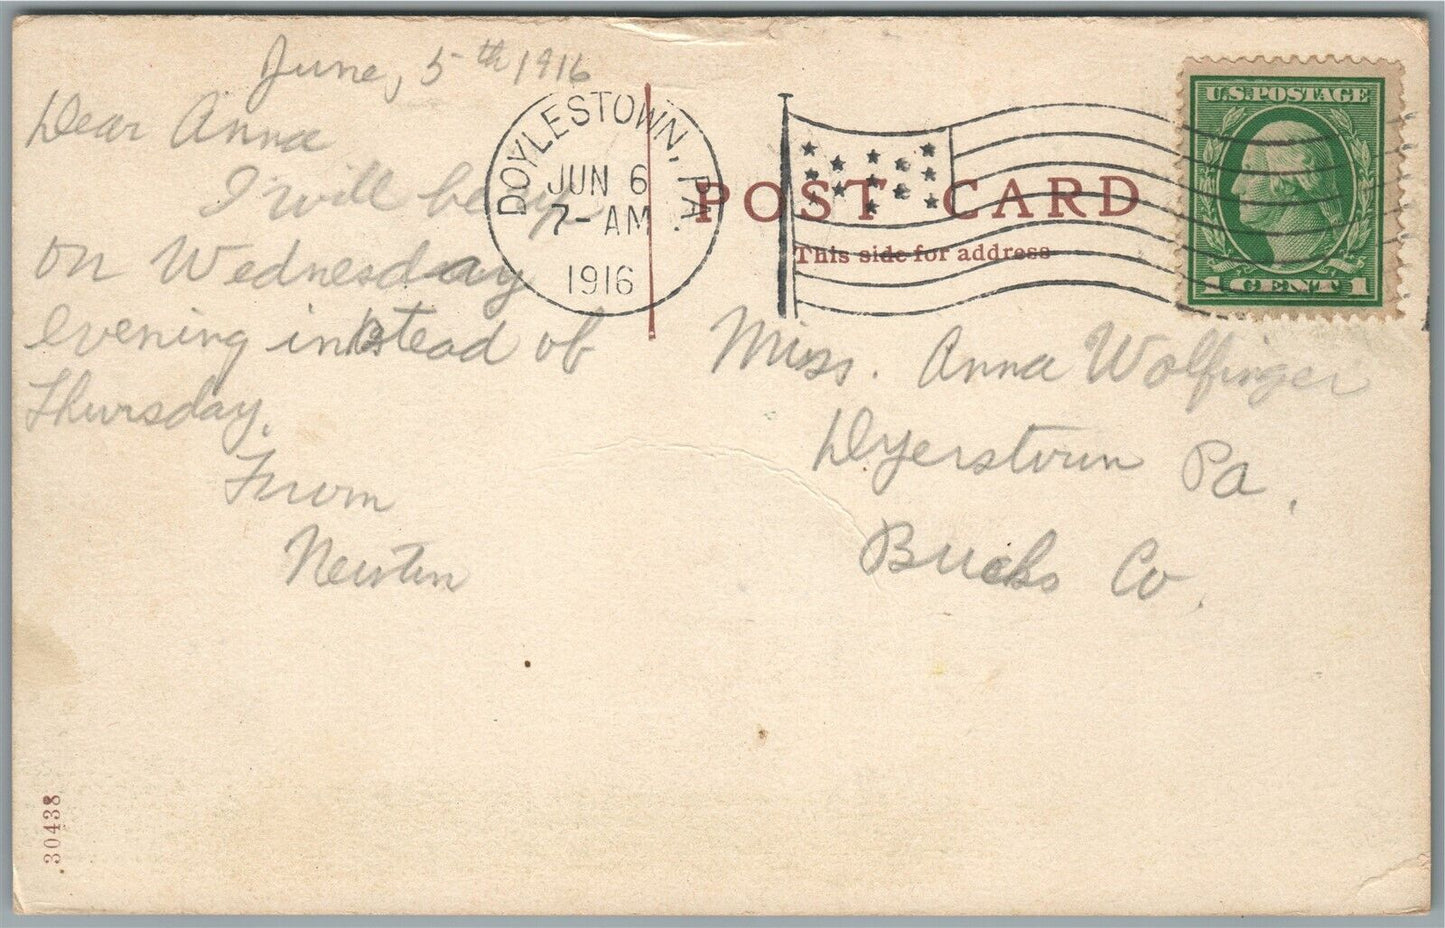 June, 5th 1916
Dear Anna
I will be up
on Wednesday
evening instead of
Thursday.
From
Newton
DOYLESTOWN, PA.
JUN 6
7-AM
1916
POST CARD
This side for address
U.S. POSTAGE
1 CENT 1
Miss. Anna Wolfinger
Dyerstown Pa.
Bucks Co.
30438